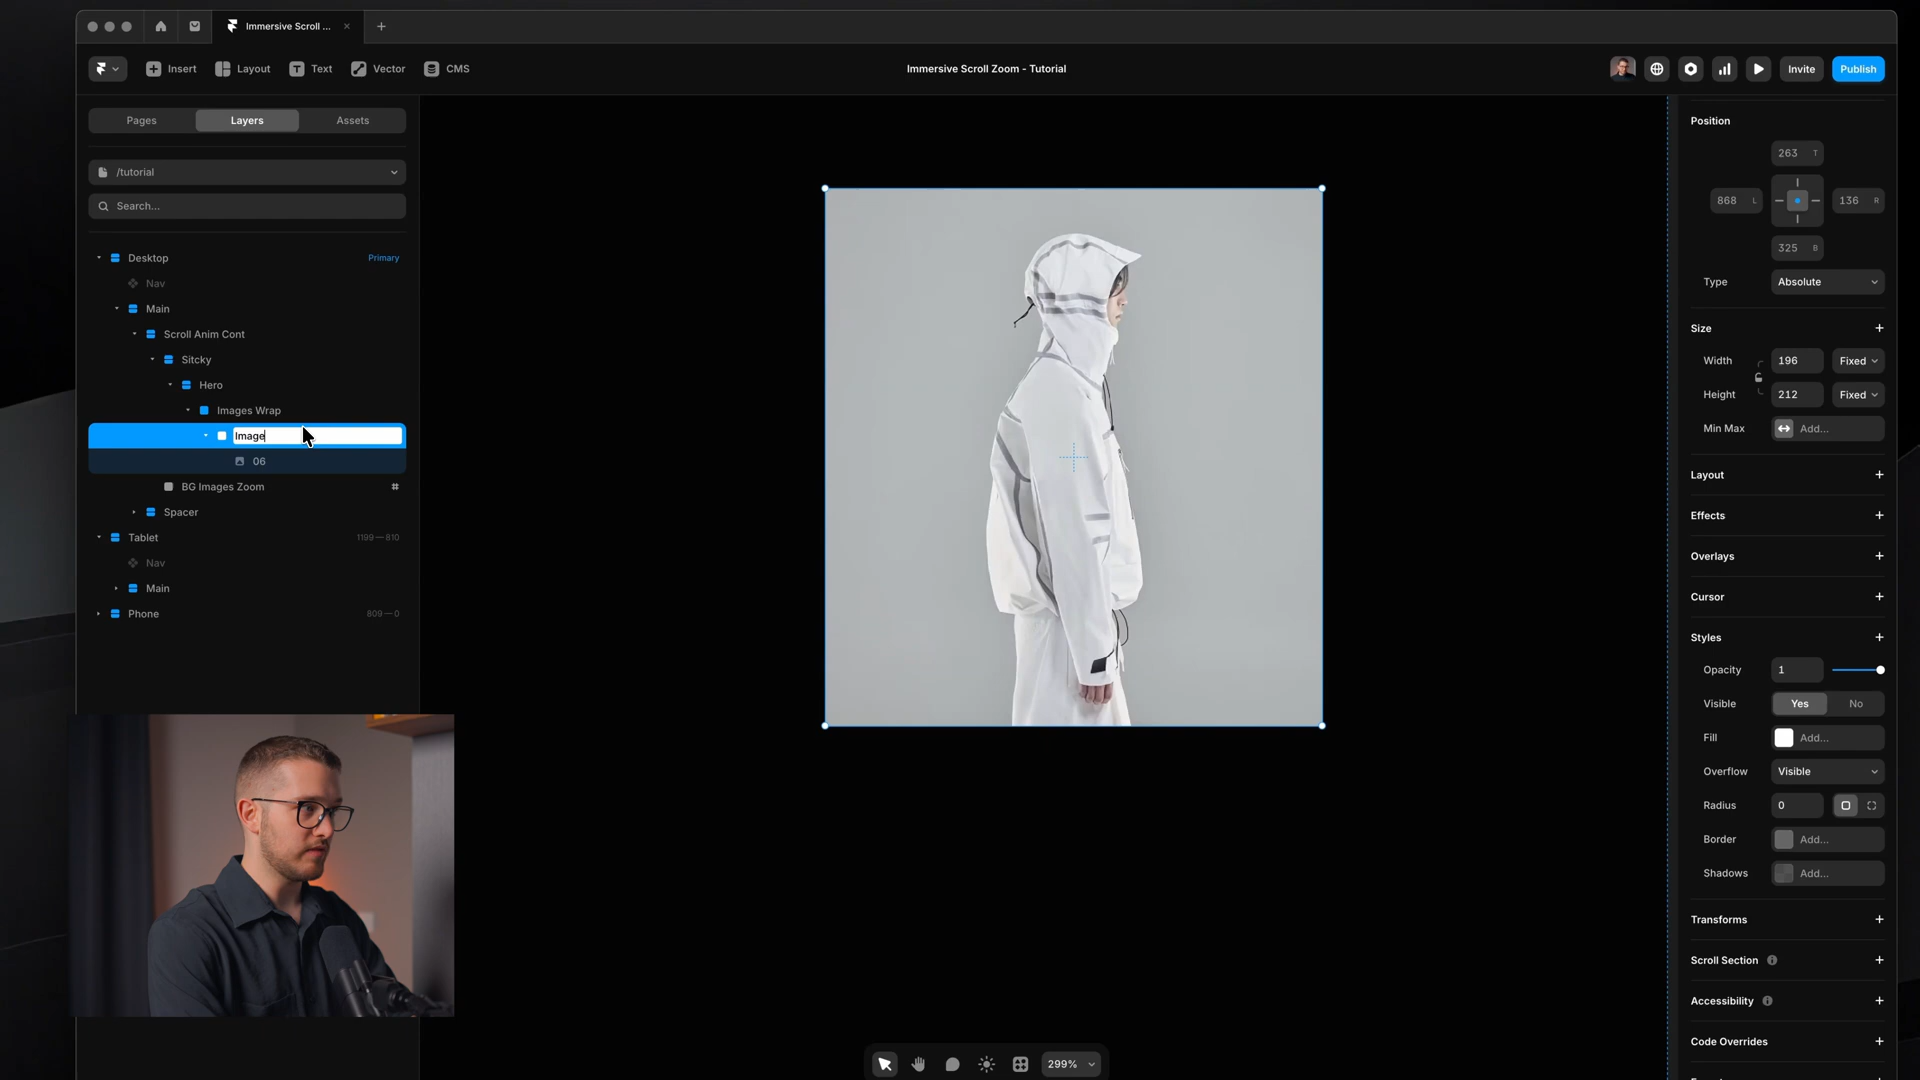 Immersive Scroll ...
Insert
Layout
Text
Vector
CMS
Immersive Scroll Zoom - Tutorial
Invite
Publish
Pages
Layers
Assets
/tutorial
Search...
Desktop
Primary
Nav
Main
Scroll Anim Cont
Sitcky
Hero
Images Wrap
Image
06
BG Images Zoom
Spacer
Tablet
1199 — 810
Nav
Main
Phone
809 — 0
299%
Position
263 T
868 L
136 R
325 B
Type
Absolute
Size
Width
196
Fixed
Height
212
Fixed
Min Max
Add...
Layout
Effects
Overlays
Cursor
Styles
Opacity
1
Visible
Yes
No
Fill
Add...
Overflow
Visible
Radius
0
Border
Add...
Shadows
Add...
Transforms
Scroll Section
Accessibility
Code Overrides